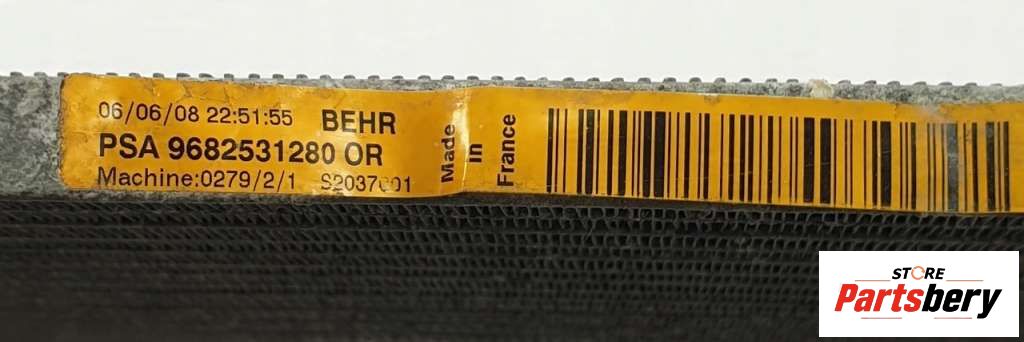 06/06/08 22:51:55 BEHR
PSA 9682531280 OR
Machine:0279/2/1
Made in France
STORE
Partsbery